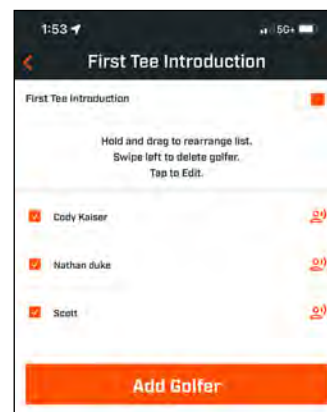 1:53 5G+
First Tee Introduction
First Tee Introduction
Hold and drag to rearrange list.
Swipe left to delete golfer.
Tap to Edit.
Cody Kaiser
Nathan duke
Scott
Add Golfer